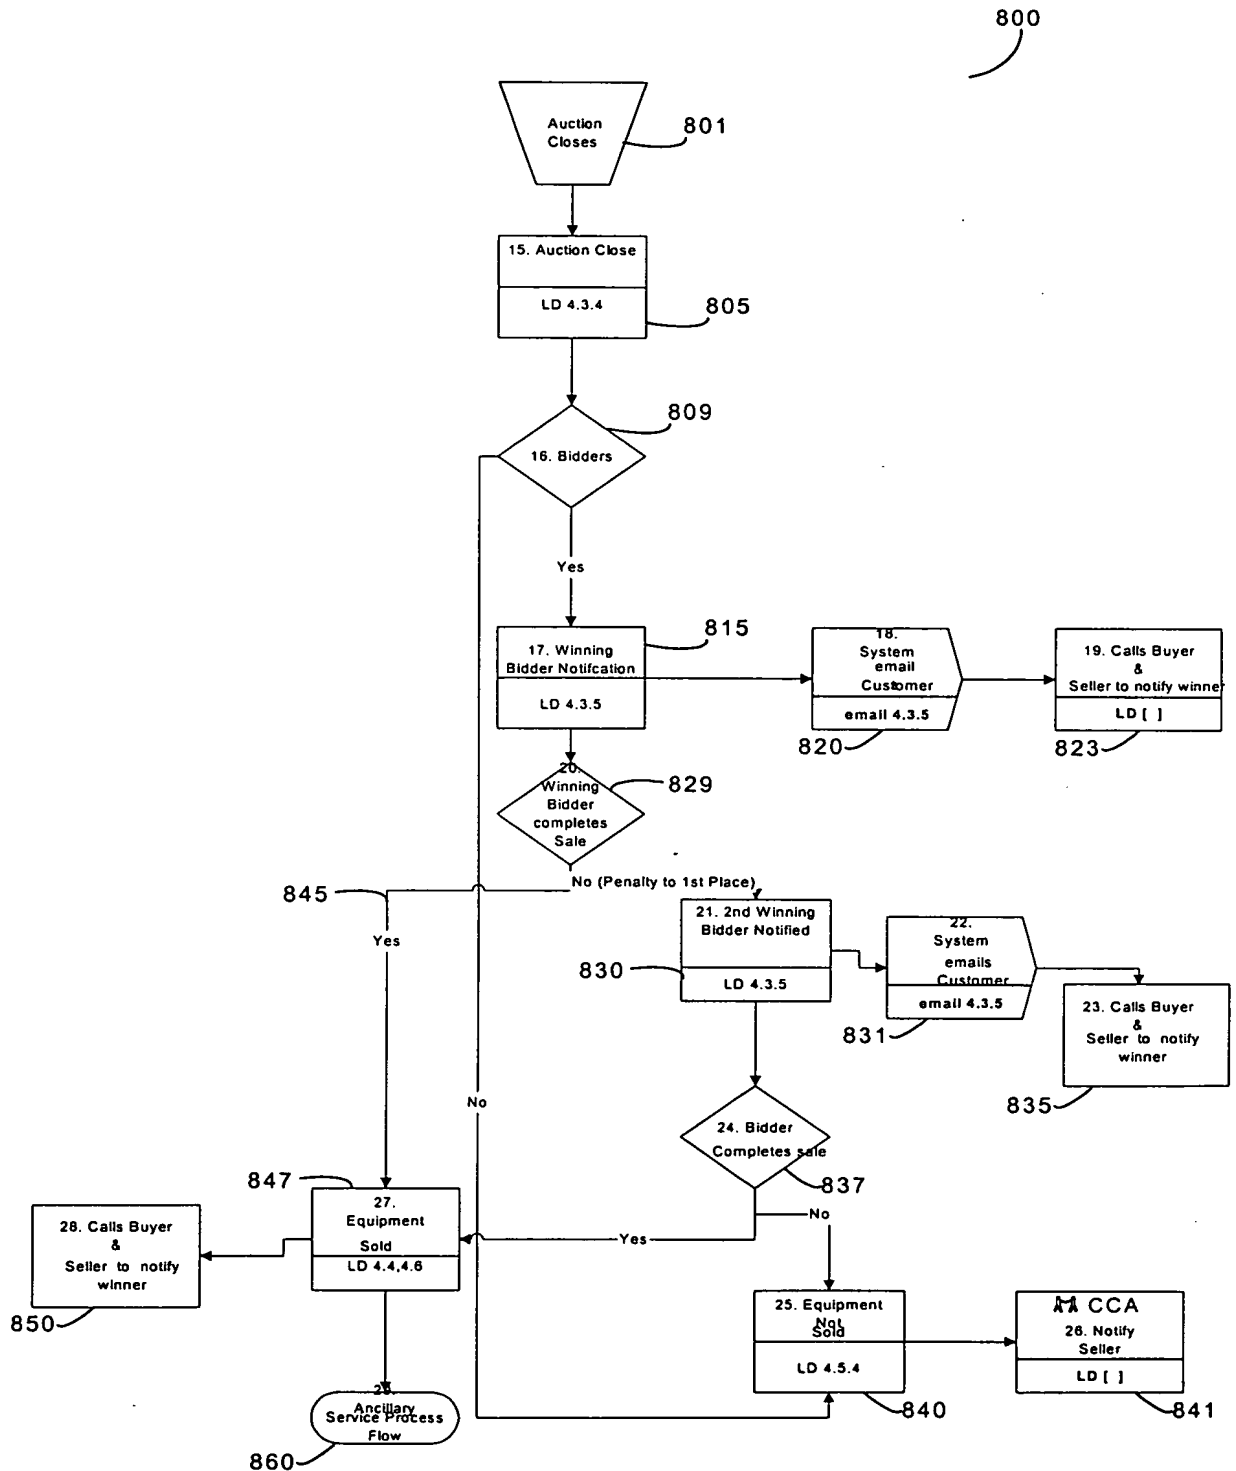 800
Auction
Closes
801
15. Auction Close
LD 4.3.4
805
809
16. Bidders
Yes
815
17. Winning
Bidder Notifcation
LD 4.3.5
18.
System
email
Customer
email 4.3.5
820
19. Calls Buyer
&
Seller to notify winner
LD [ ]
823
20.
Winning
Bidder
completes
Sale
829
No (Penalty to 1st Place)
845
Yes
21. 2nd Winning
Bidder Notified
LD 4.3.5
830
22.
System
emails
Customer
email 4.3.5
831
23. Calls Buyer
&
Seller to notify
winner
835
No
24. Bidder
Completes sale
837
847
27.
Equipment
Sold
LD 4.4,4.6
Yes
No
28. Calls Buyer
&
Seller to notify
winner
850
25. Equipment
Not
Sold
LD 4.5.4
840
CCA
26. Notify
Seller
LD [ ]
841
29.
Ancillary
Service Process
Flow
860